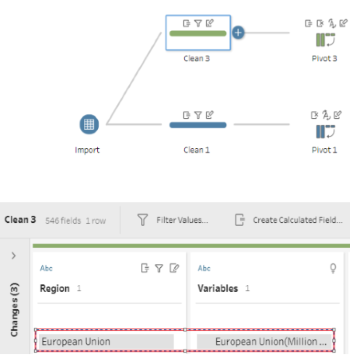 Clean 3
Pivot 3
Import
Clean 1
Pivot 1
Clean 3 546 fields 1 row Filter Values... Create Calculated Field...
Changes (3)
Abc Abc
Region 1 Variables 1
European Union European Union(Million ...